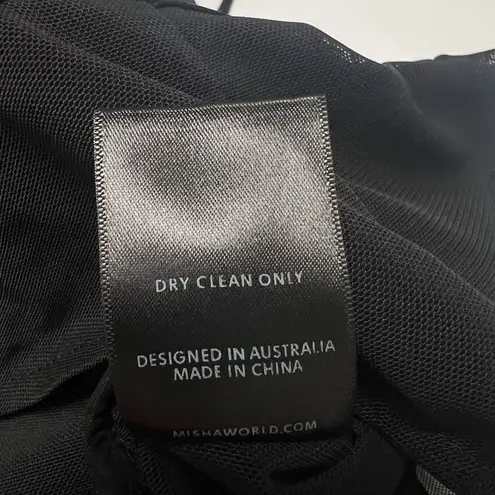 DRY CLEAN ONLY
DESIGNED IN AUSTRALIA
MADE IN CHINA
MISHAWORLD.COM